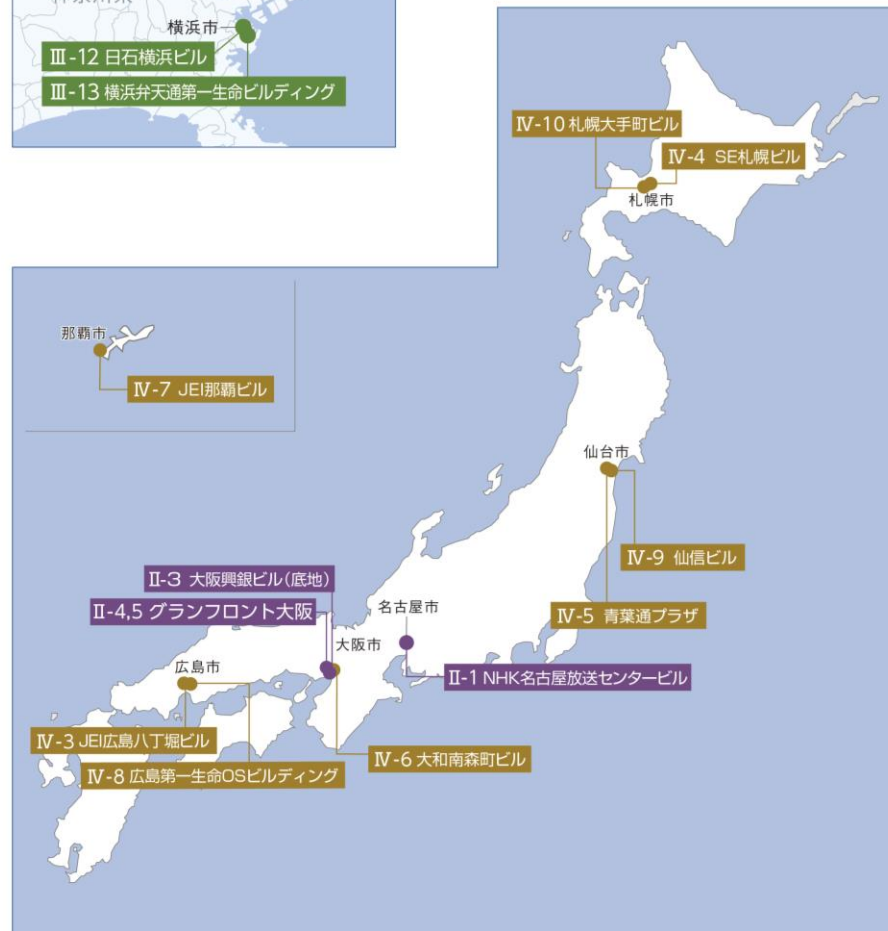 横浜市
Ⅲ-12 日石横浜ビル
Ⅲ-13 横浜弁天通第一生命ビルディング
Ⅳ-10 札幌大手町ビル
Ⅳ-4 SE札幌ビル
札幌市
那覇市
Ⅳ-7 JEI那覇ビル
仙台市
Ⅳ-9 仙信ビル
Ⅳ-5 青葉通プラザ
Ⅱ-3 大阪興銀ビル(底地)
Ⅱ-4,5 グランフロント大阪
名古屋市
大阪市
広島市
Ⅱ-1 NHK名古屋放送センタービル
Ⅳ-3 JEI広島八丁堀ビル
Ⅳ-6 大和南森町ビル
Ⅳ-8 広島第一生命OSビルディング